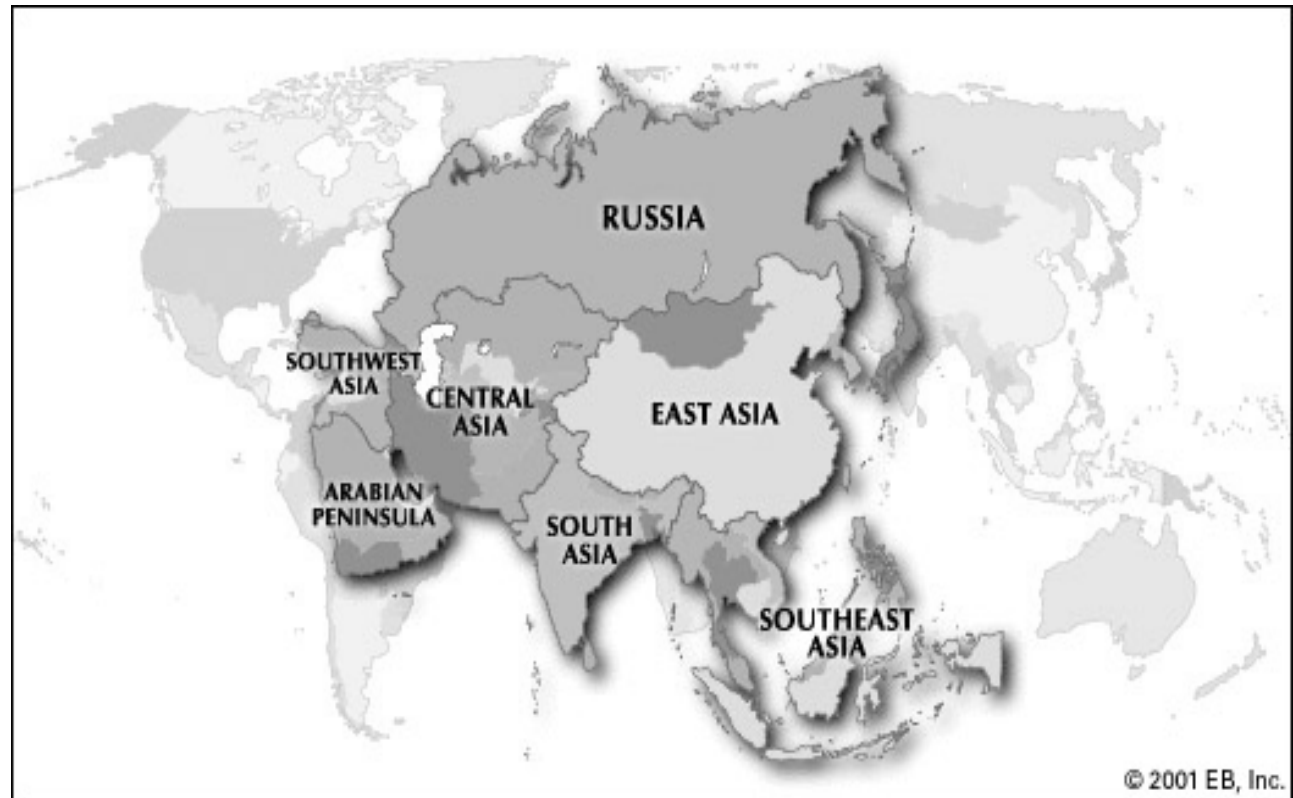 RUSSIA
SOUTHWEST
ASIA
CENTRAL
ASIA
EAST ASIA
ARABIAN
PENINSULA
SOUTH
ASIA
SOUTHEAST
ASIA
© 2001 EB, Inc.